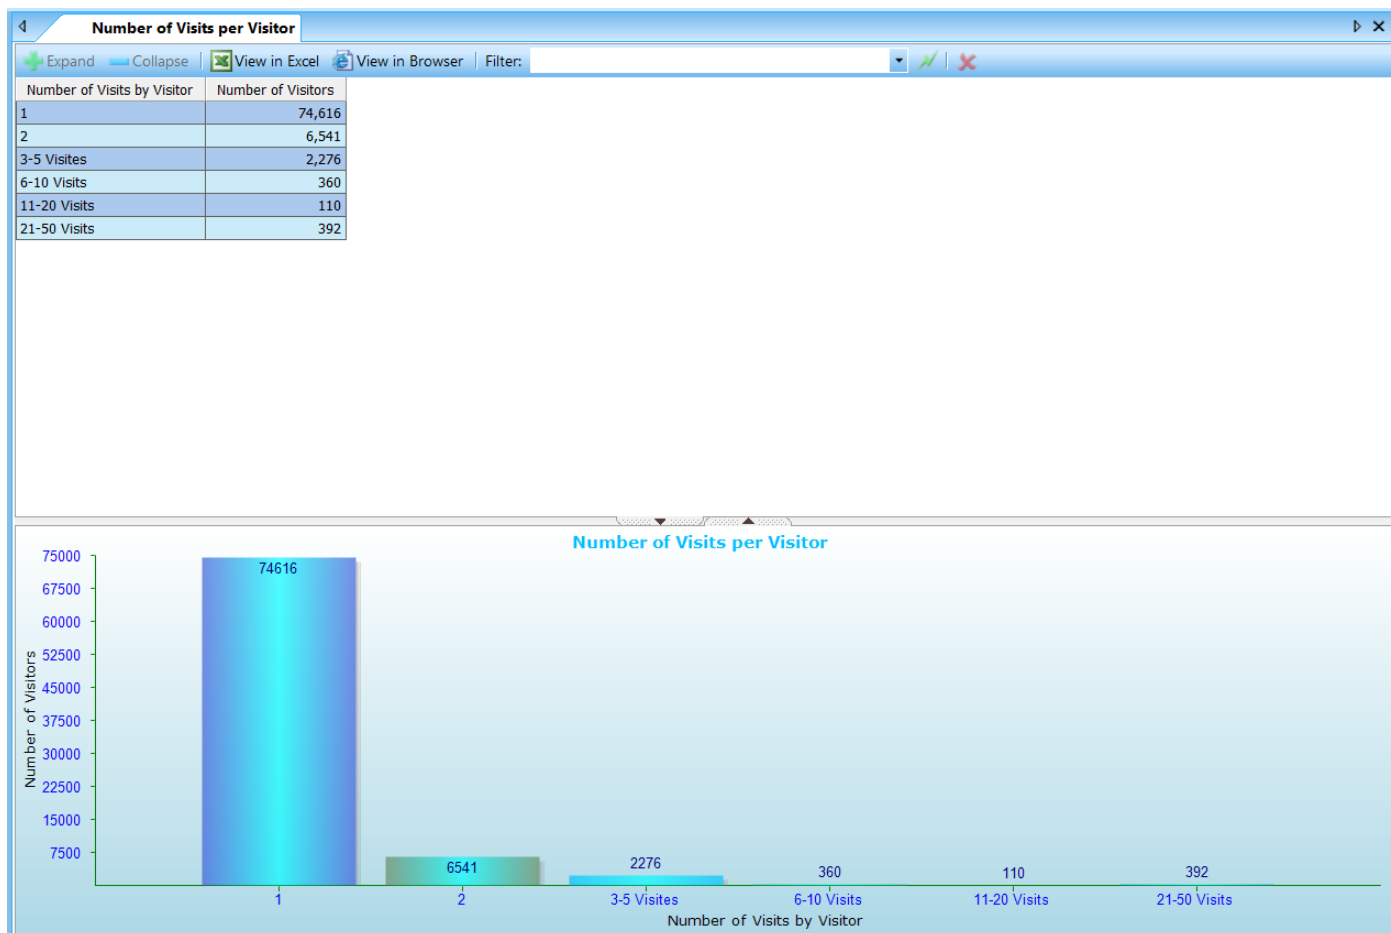 Number of Visits per Visitor
Expand Collapse View in Excel View in Browser Filter:
Number of Visits by Visitor Number of Visitors
1 74,616
2 6,541
3-5 Visites 2,276
6-10 Visits 360
11-20 Visits 110
21-50 Visits 392
Number of Visits per Visitor
75000
67500
60000
52500
45000
37500
30000
22500
15000
7500
Number of Visitors
74616
6541
2276
360
110
392
1 2 3-5 Visites 6-10 Visits 11-20 Visits 21-50 Visits
Number of Visits by Visitor